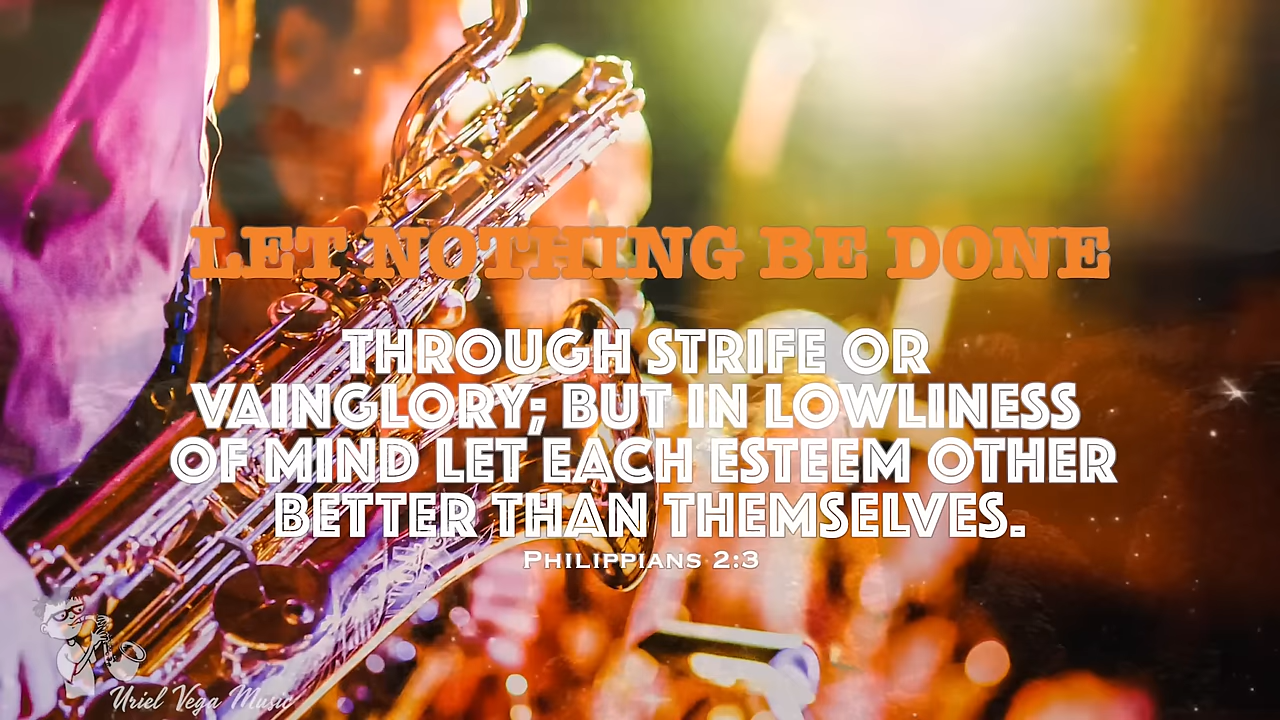 LET NOTHING BE DONE
THROUGH STRIFE OR
VAINGLORY; BUT IN LOWLINESS
OF MIND LET EACH ESTEEM OTHER
BETTER THAN THEMSELVES.
PHILIPPIANS 2:3
Uriel Vega Music